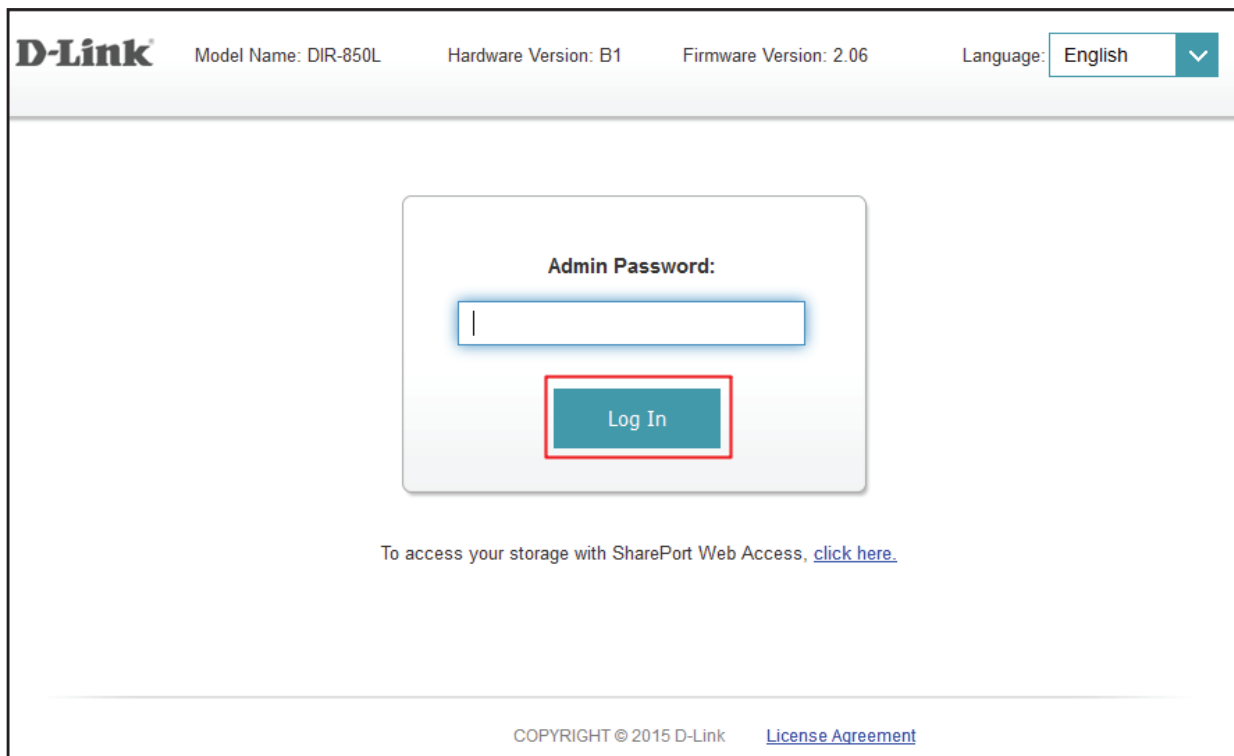 D-Link Model Name: DIR-850L Hardware Version: B1 Firmware Version: 2.06 Language: English
Admin Password:
Log In
To access your storage with SharePort Web Access, click here.
COPYRIGHT © 2015 D-Link License Agreement